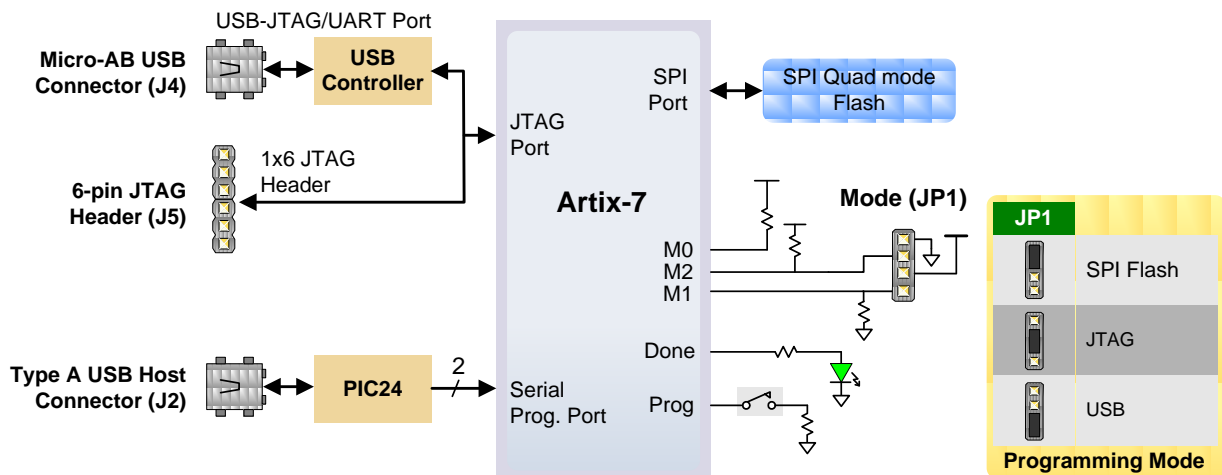 USB-JTAG/UART Port
Micro-AB USB
Connector (J4)
USB
Controller
SPI
Port
SPI Quad mode
Flash
JTAG
Port
1x6 JTAG
Header
6-pin JTAG
Header (J5)
Artix-7
Mode (JP1)
M0
M2
M1
JP1
SPI Flash
JTAG
USB
Programming Mode
Done
Prog
Type A USB Host
Connector (J2)
PIC24
2
Serial
Prog. Port